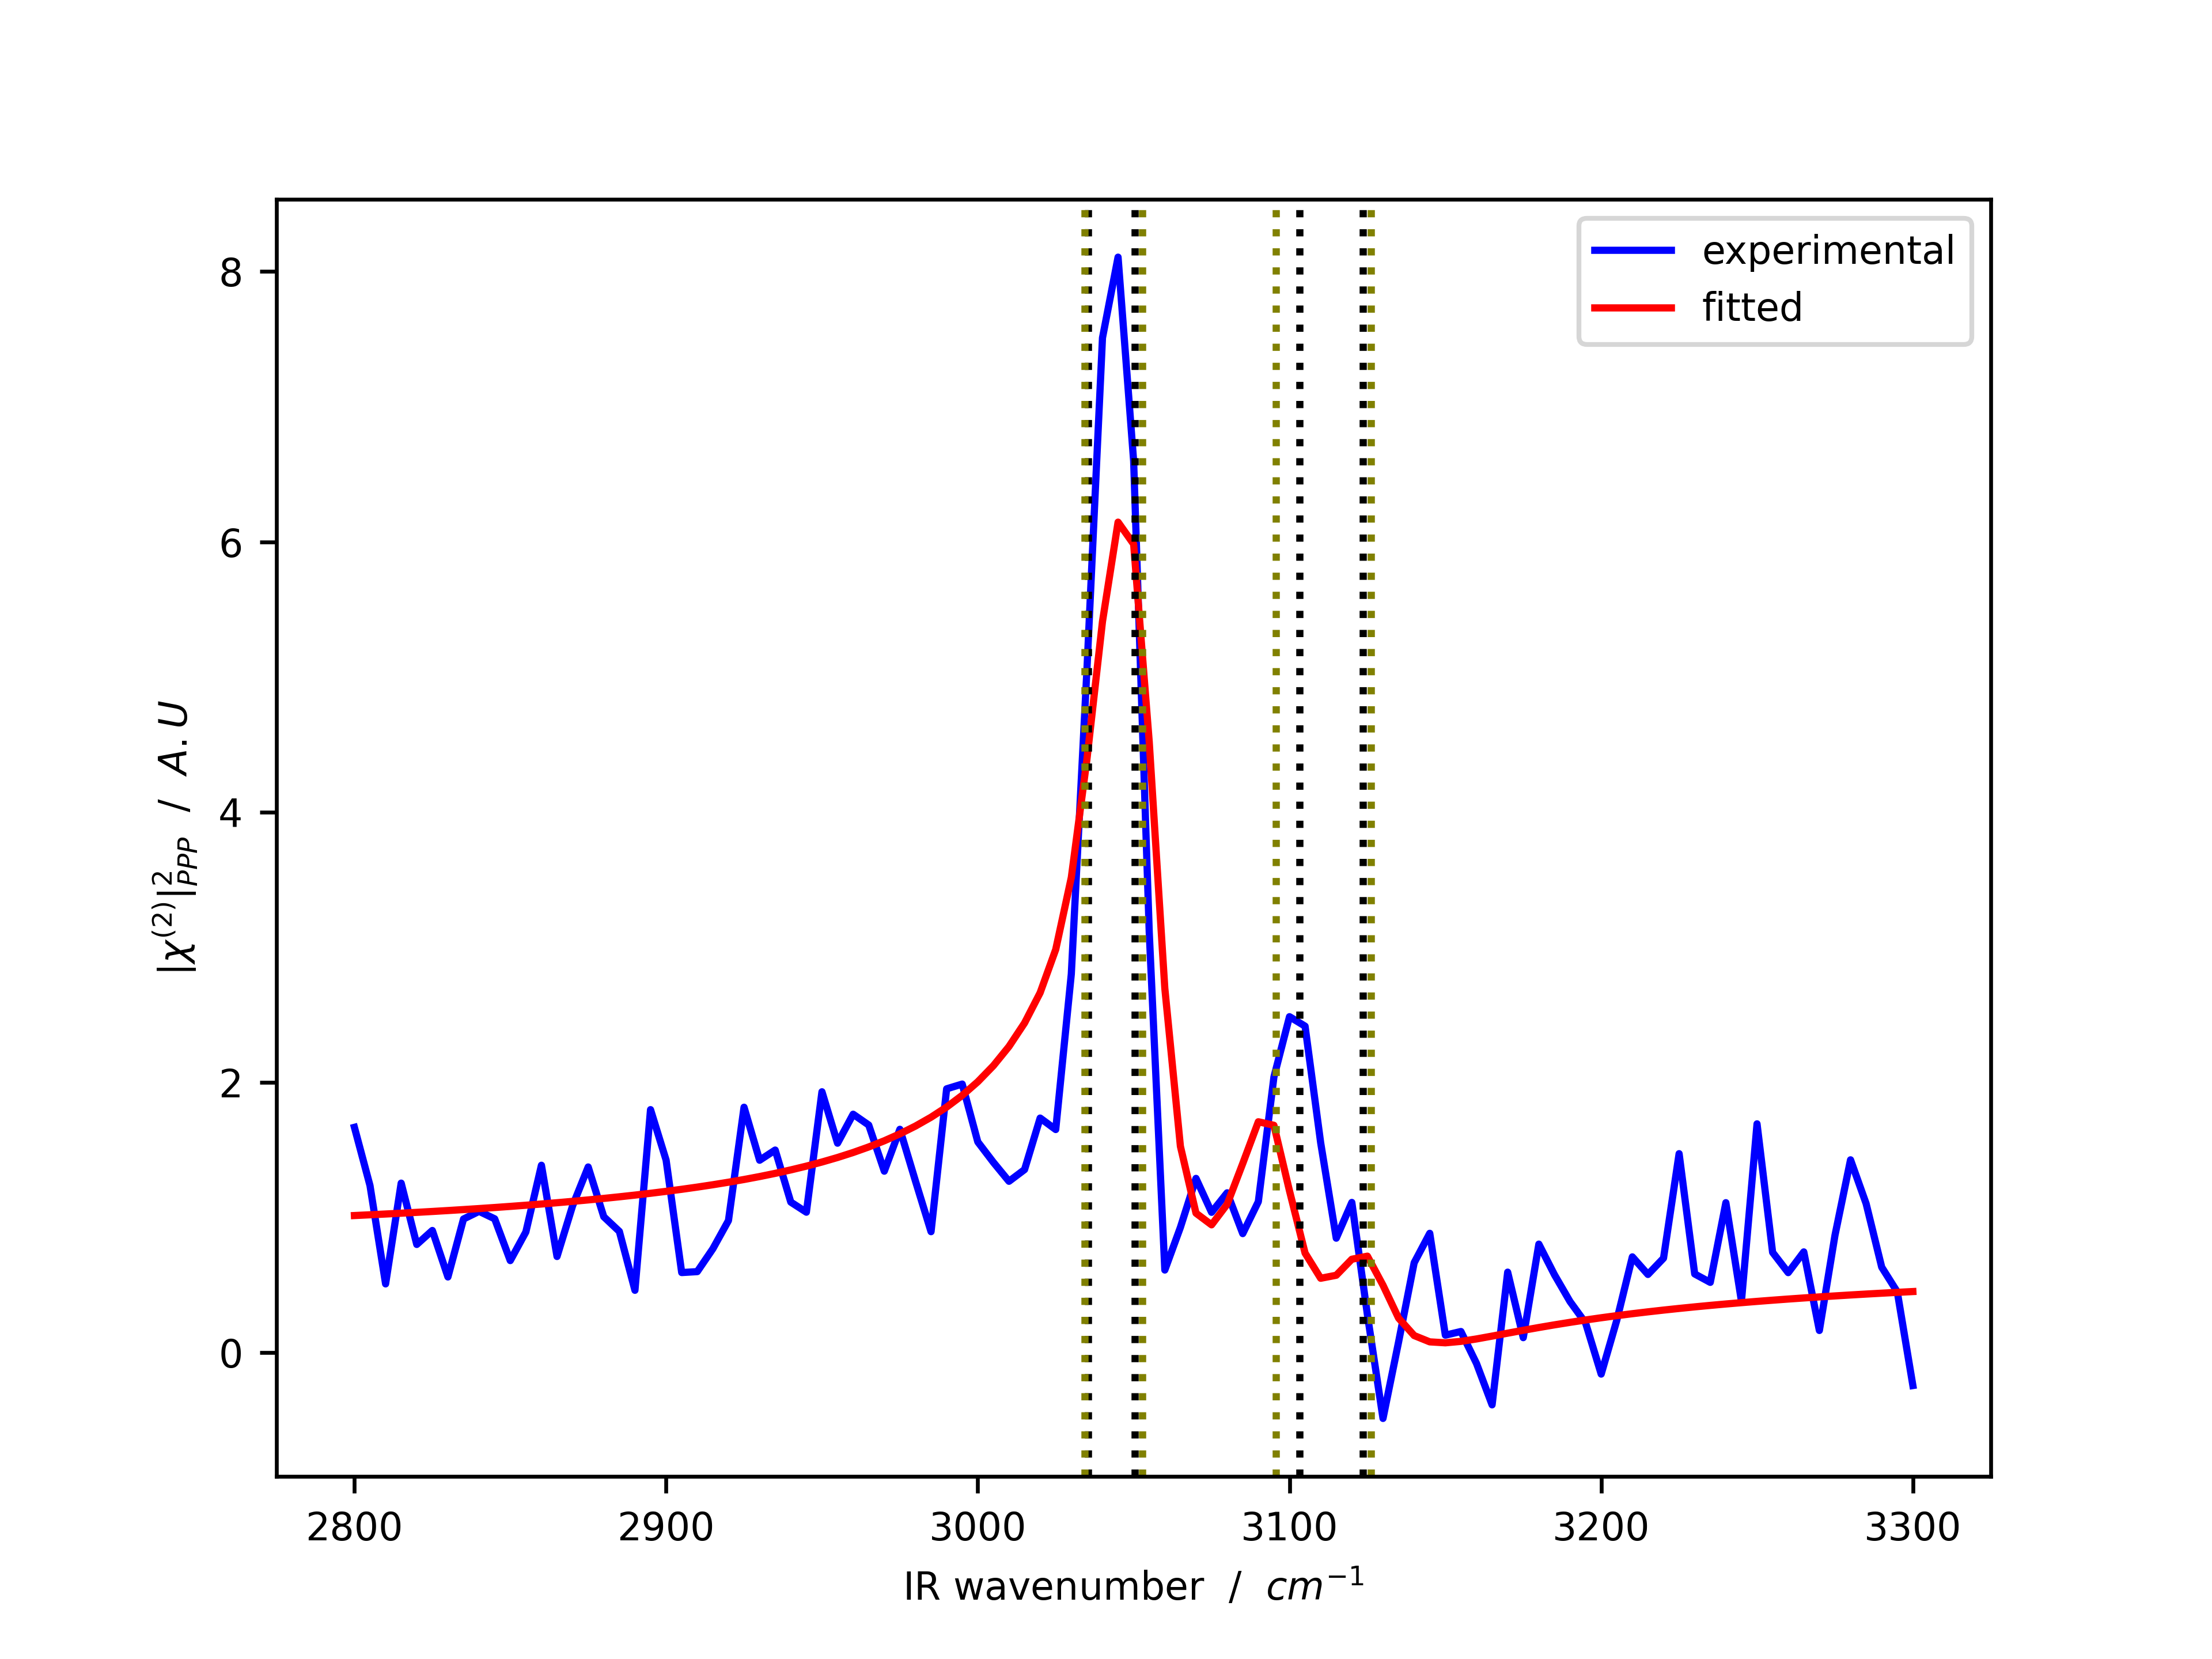 experimental
fitted
8
6
4
2
0
|χ^(2)|^2_PPP / A.U
2800 2900 3000 3100 3200 3300
IR wavenumber / cm^−1